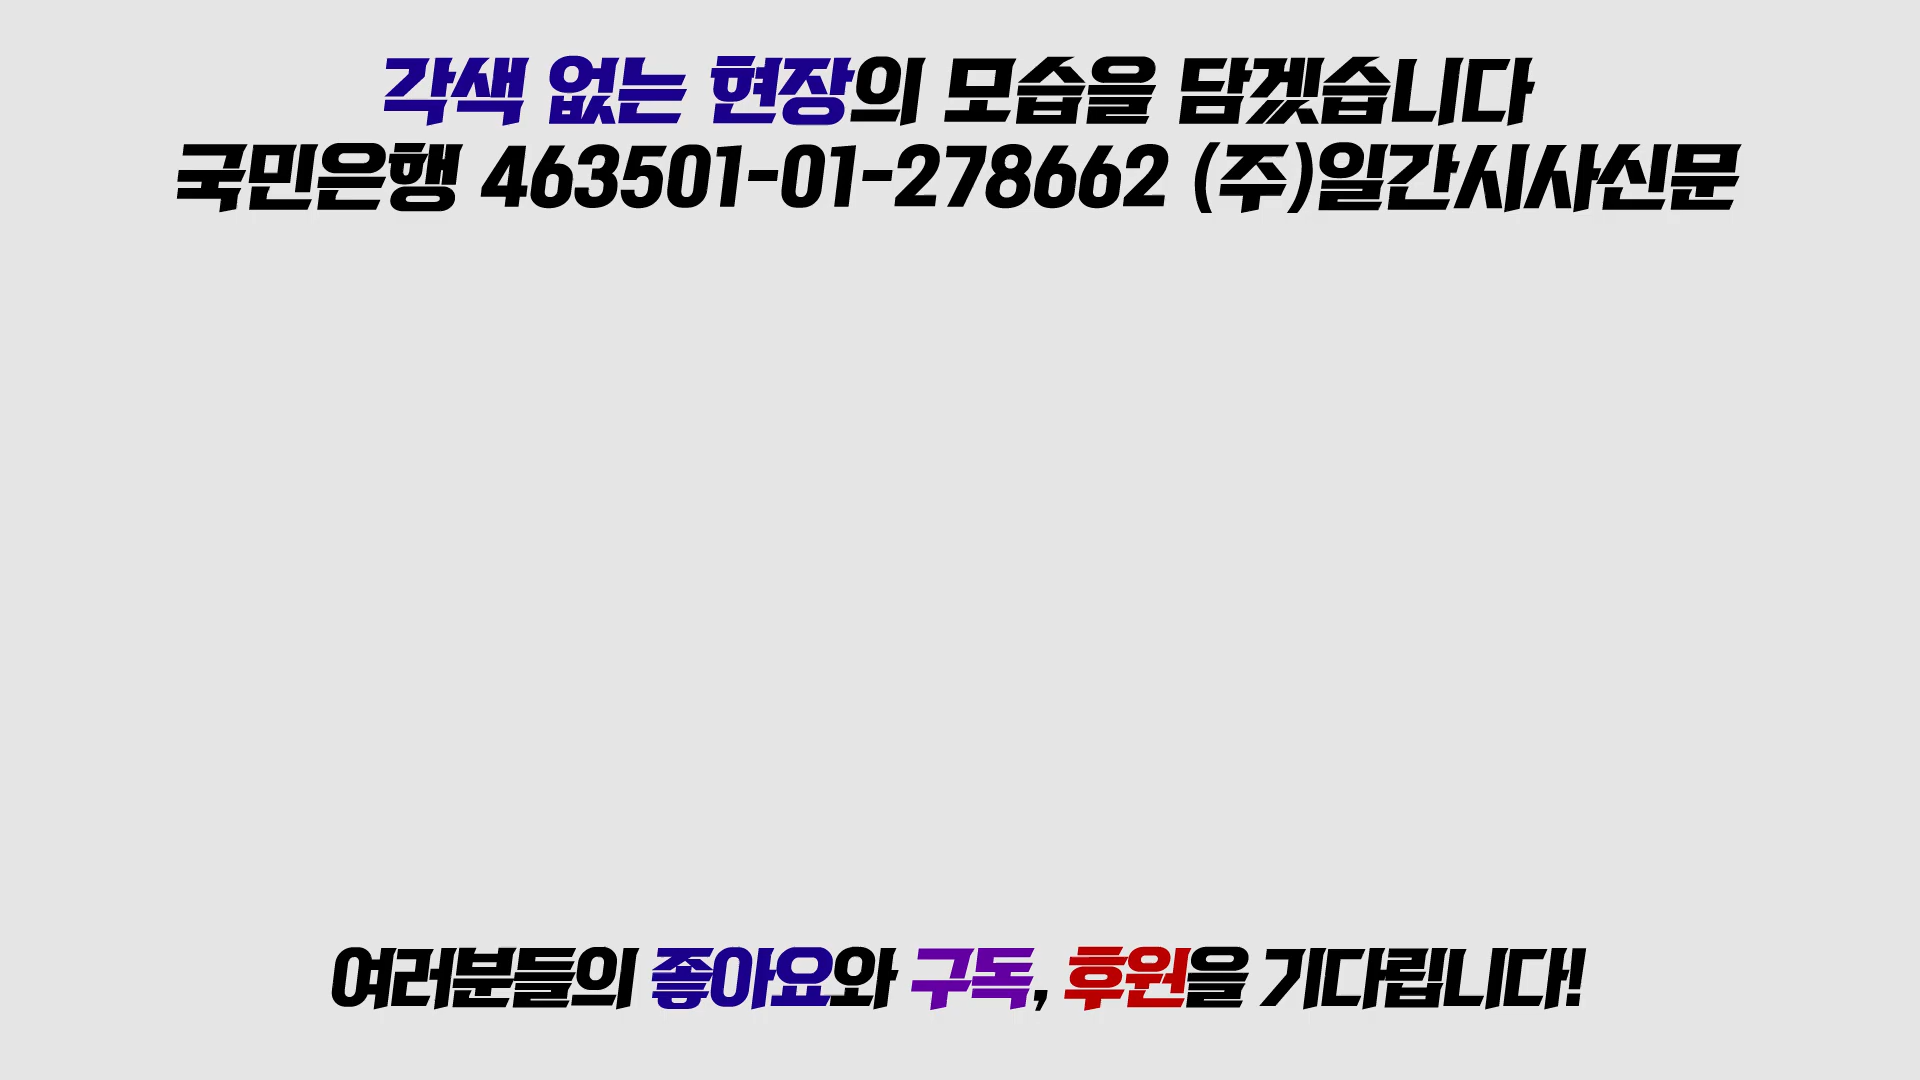 각색 없는 현장의 모습을 담겠습니다
국민은행 463501-01-278662 (주)일간시사신문
여러분들의 좋아요와 구독, 후원을 기다립니다!